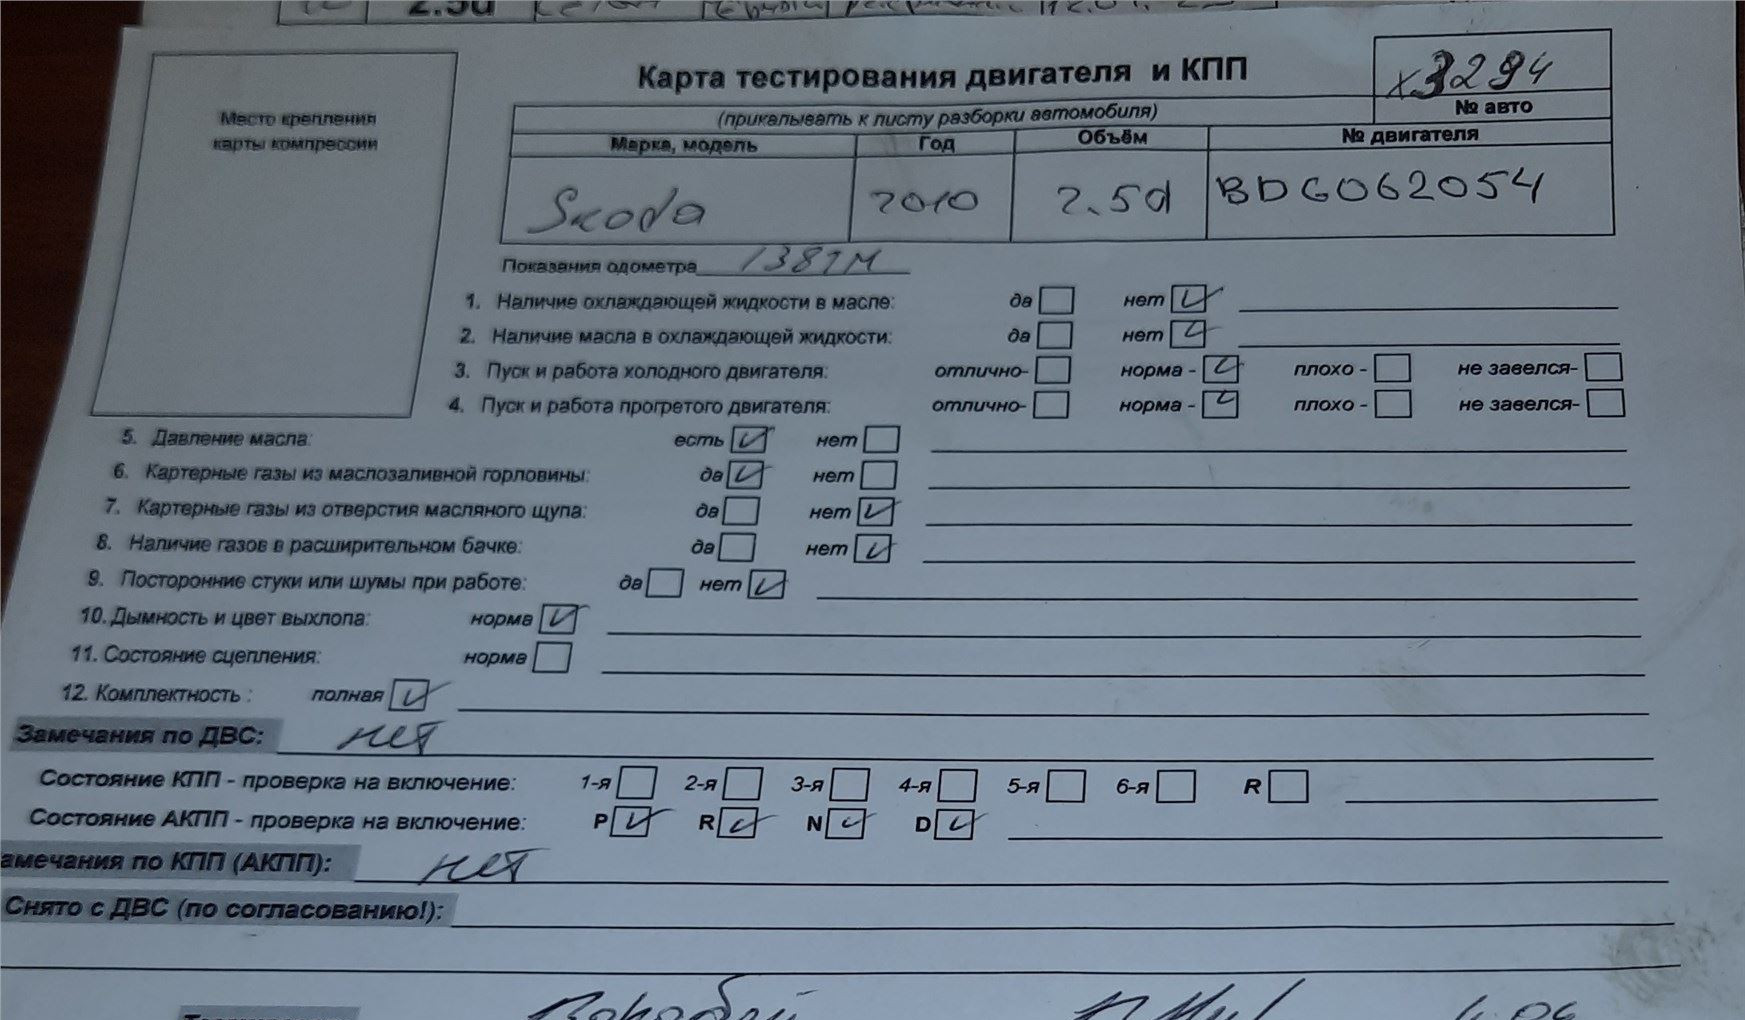 2.5d
Карта тестирования двигателя и КПП
х3294
№ авто
Место крепления
карты компрессии
(прикалывать к листу разборки автомобиля)
Марка, модель Год Объём № двигателя
Skoda 2010 2.5d BDG062054
Показания одометра
1. Наличие охлаждающей жидкости в масле: да нет
2. Наличие масла в охлаждающей жидкости: да нет
3. Пуск и работа холодного двигателя: отлично- норма - плохо - не завелся-
4. Пуск и работа прогретого двигателя: отлично- норма - плохо - не завелся-
5. Давление масла: есть нет
6. Картерные газы из маслозаливной горловины: да нет
7. Картерные газы из отверстия масляного щупа: да нет
8. Наличие газов в расширительном бачке: да нет
9. Посторонние стуки или шумы при работе: да нет
10. Дымность и цвет выхлопа: норма
11. Состояние сцепления: норма
12. Комплектность : полная
Замечания по ДВС: нет
Состояние КПП - проверка на включение: 1-я 2-я 3-я 4-я 5-я 6-я R
Состояние АКПП - проверка на включение: P R N D
амечания по КПП (АКПП): нет
Снято с ДВС (по согласованию!):